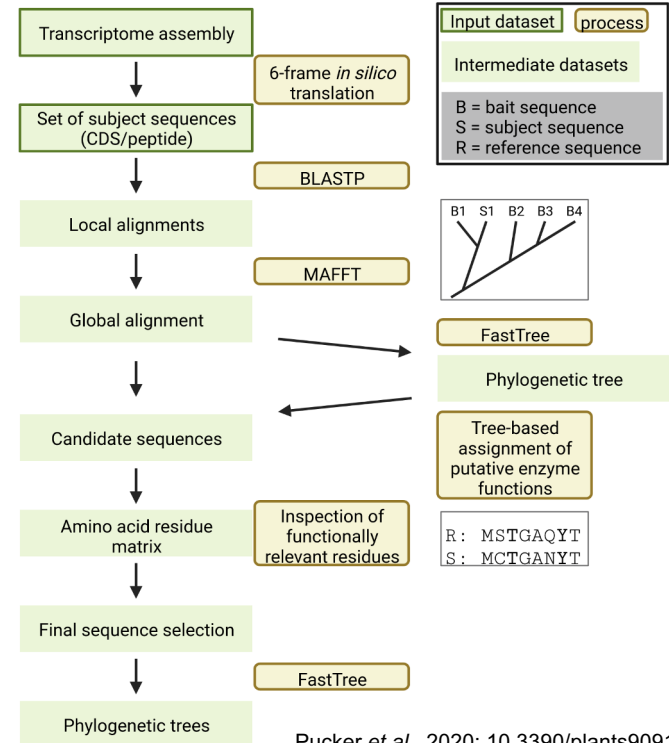 Transcriptome assembly
6-frame in silico
translation
Set of subject sequences
(CDS/peptide)
BLASTP
Local alignments
MAFFT
Global alignment
FastTree
Phylogenetic tree
Candidate sequences
Tree-based
assignment of
putative enzyme
functions
Amino acid residue
matrix
Inspection of
functionally
relevant residues
Final sequence selection
FastTree
Phylogenetic trees
Input dataset
process
Intermediate datasets
B = bait sequence
S = subject sequence
R = reference sequence
B1 S1 B2 B3 B4
R: MSTGAQYT
S: MCTGANYT
Pucker et al., 2020: 10.3390/plants9091